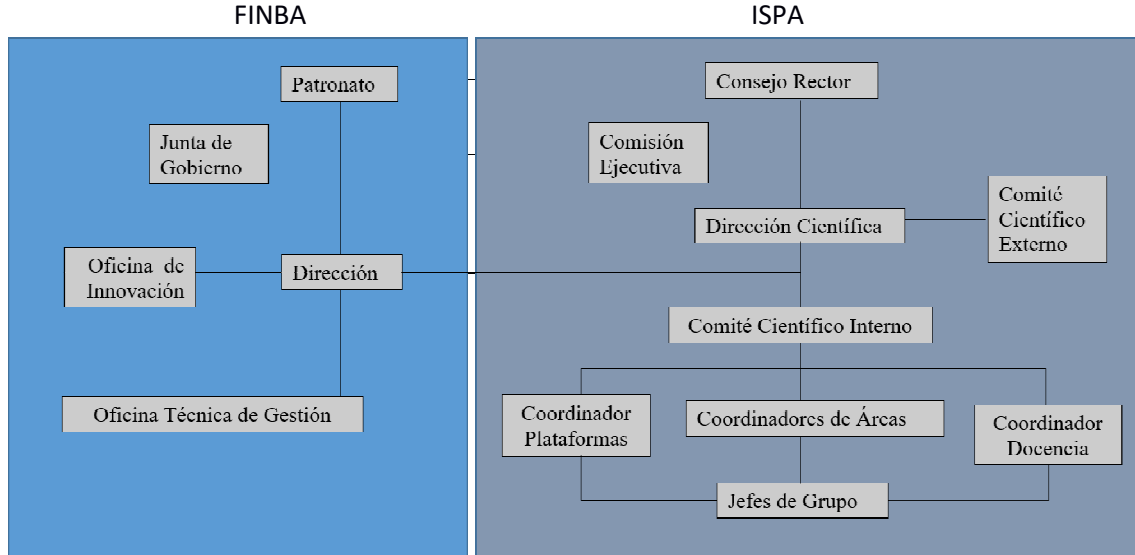 FINBA
ISPA
Patronato
Junta de
Gobierno
Oficina de
Innovación
Dirección
Oficina Técnica de Gestión
Consejo Rector
Comisión
Ejecutiva
Dirección Científica
Comité
Científico
Externo
Comité Científico Interno
Coordinador
Plataformas
Coordinadores de Áreas
Coordinador
Docencia
Jefes de Grupo